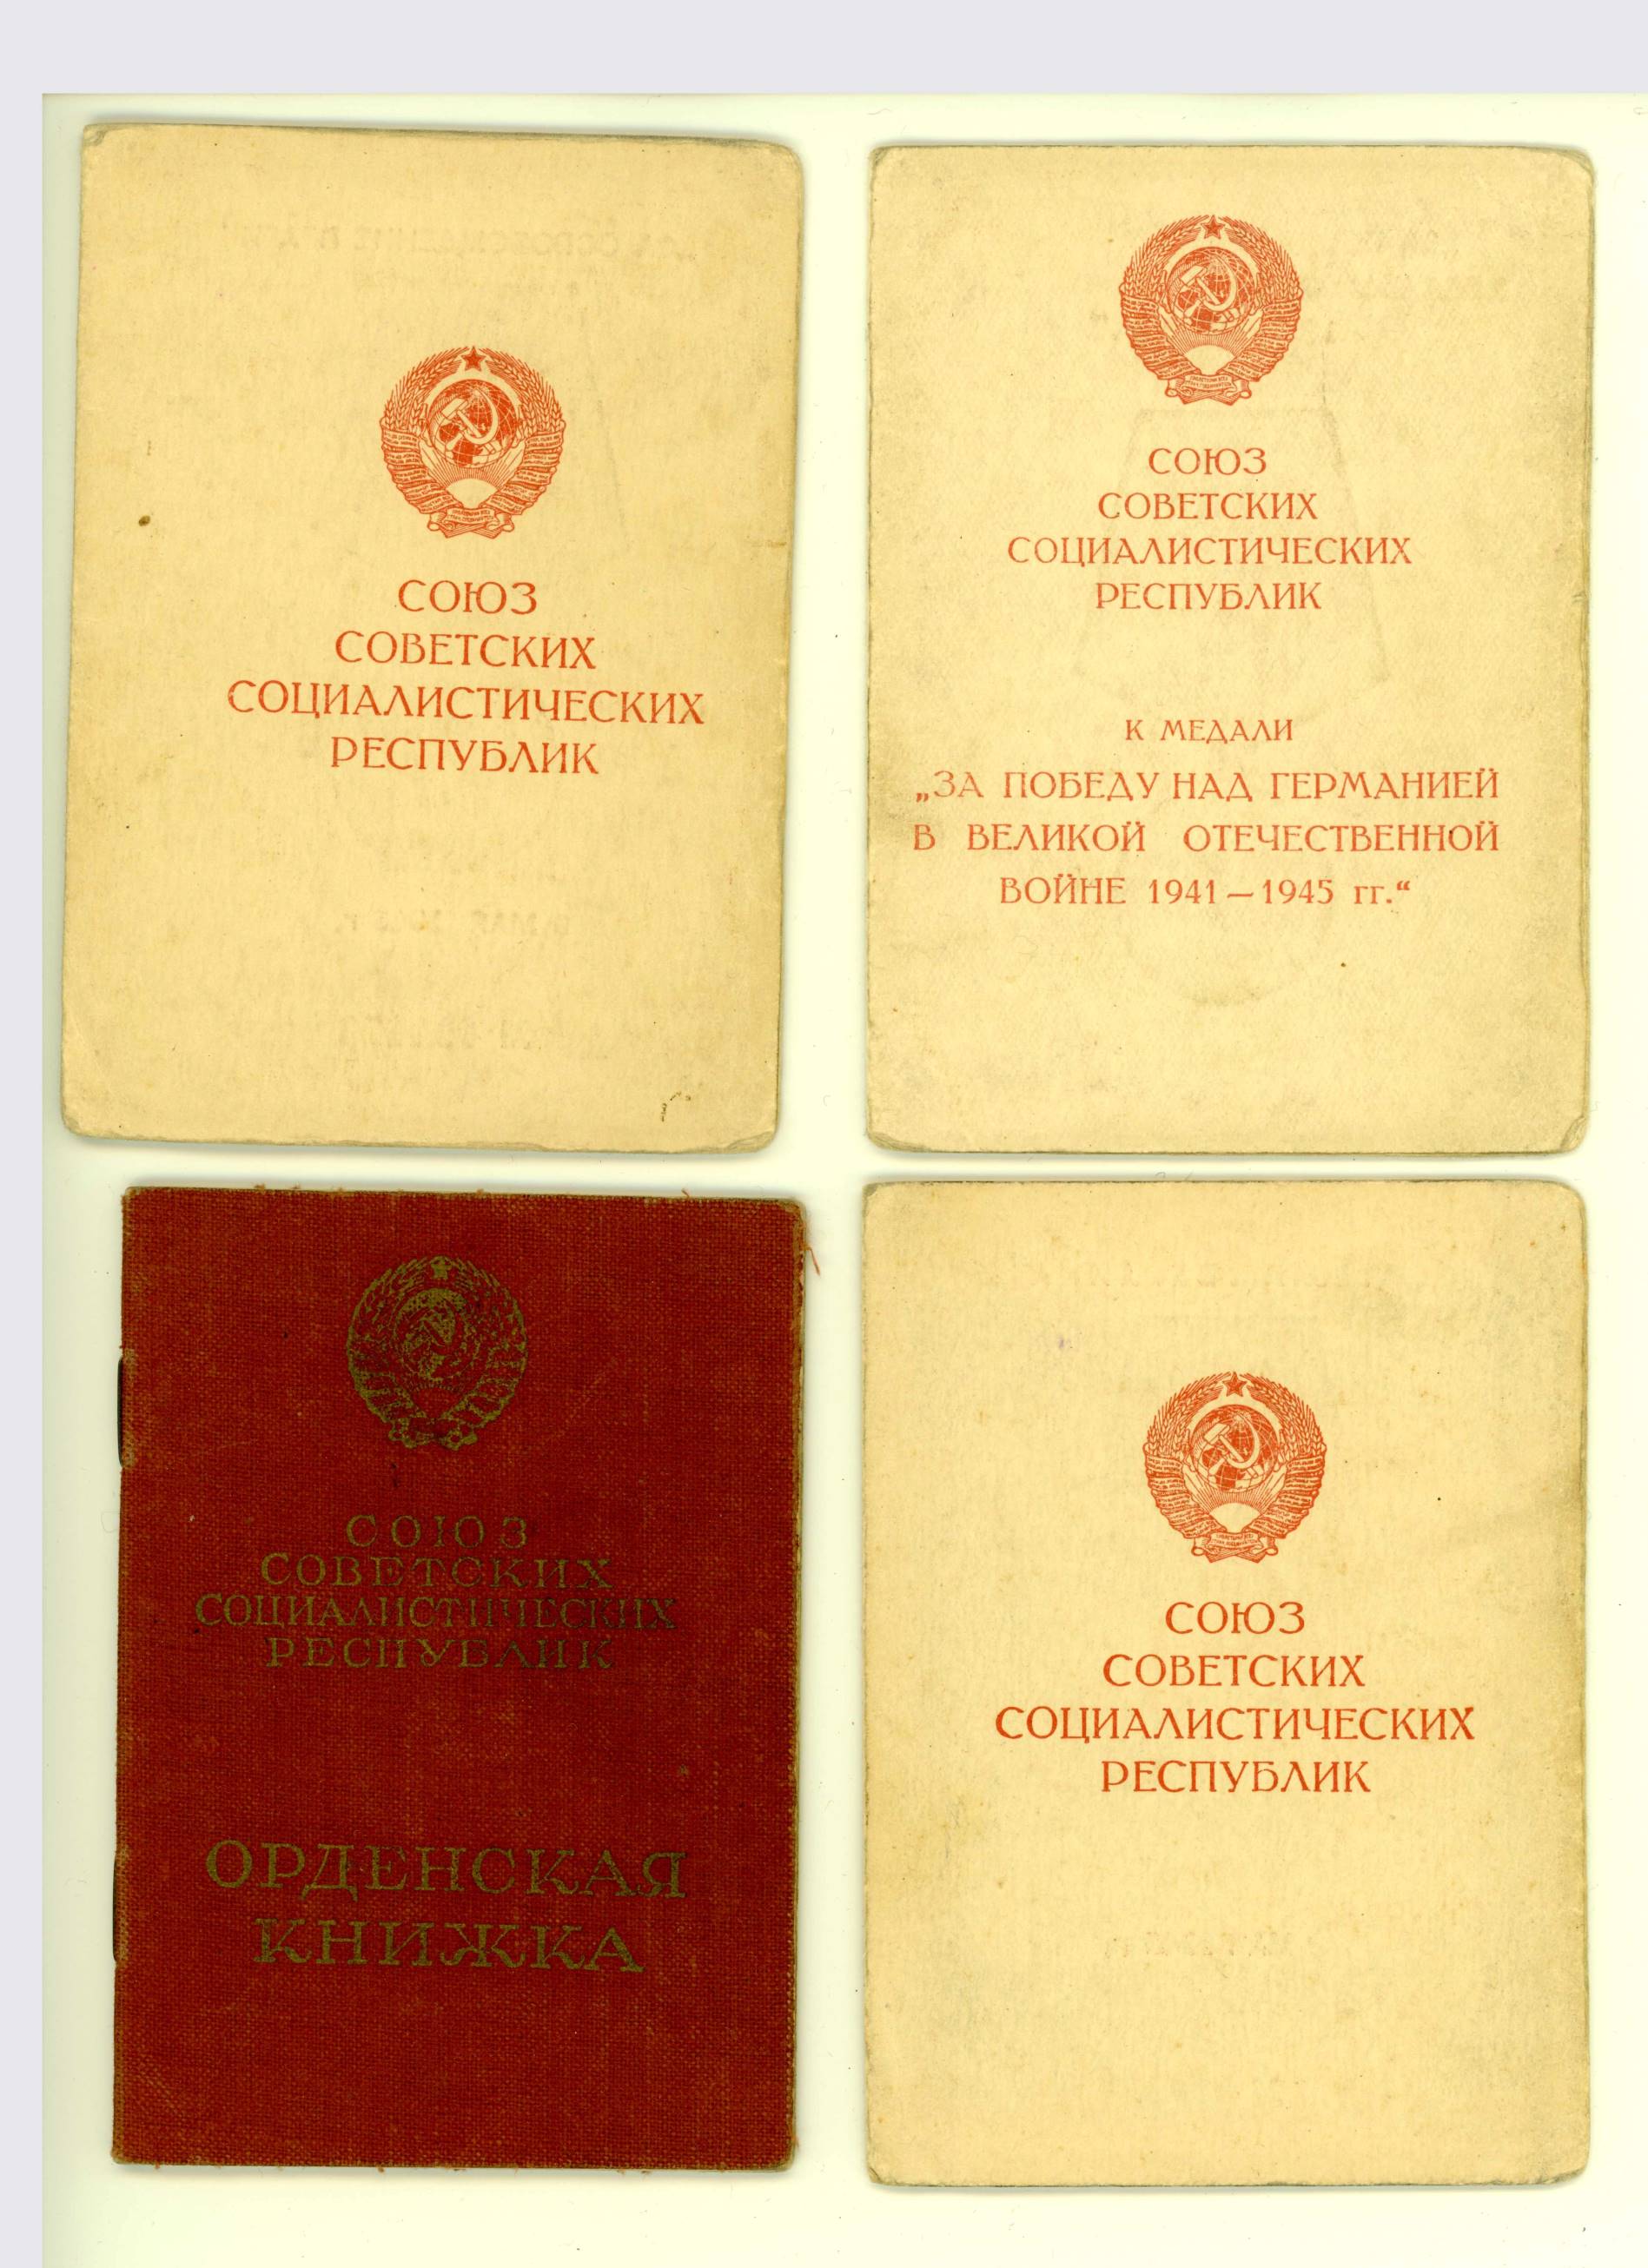 СОЮЗ
СОВЕТСКИХ
СОЦИАЛИСТИЧЕСКИХ
РЕСПУБЛИК
СОЮЗ
СОВЕТСКИХ
СОЦИАЛИСТИЧЕСКИХ
РЕСПУБЛИК
К МЕДАЛИ
„ЗА ПОБЕДУ НАД ГЕРМАНИЕЙ
В ВЕЛИКОЙ ОТЕЧЕСТВЕННОЙ
ВОЙНЕ 1941 — 1945 гг.“
СОЮЗ
СОВЕТСКИХ
СОЦИАЛИСТИЧЕСКИХ
РЕСПУБЛИК
ОРДЕНСКАЯ
КНИЖКА
СОЮЗ
СОВЕТСКИХ
СОЦИАЛИСТИЧЕСКИХ
РЕСПУБЛИК